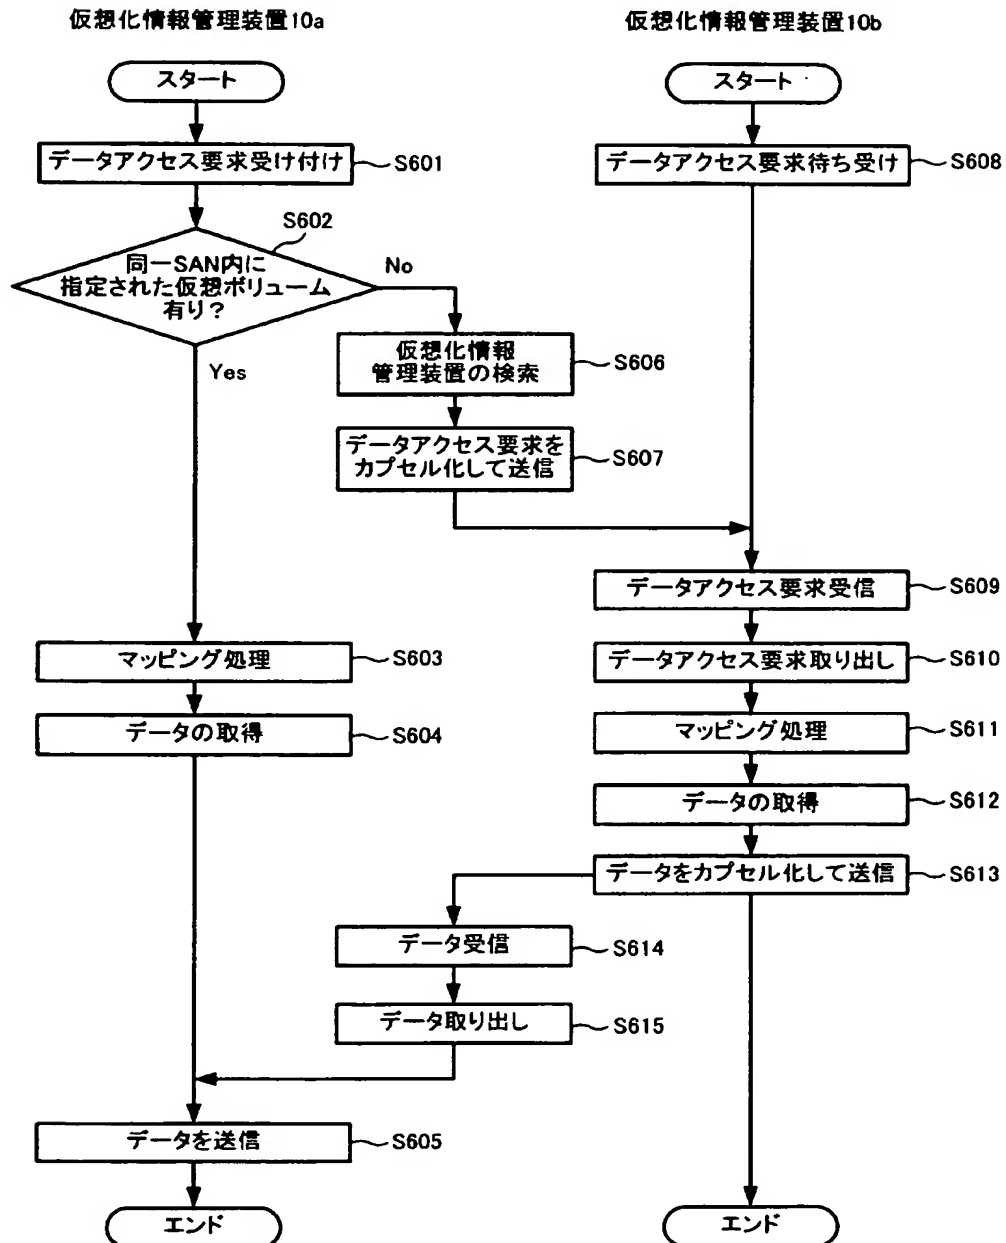 仮想化情報管理装置10a
スタート
データアクセス要求受け付け
S601
S602
同一SAN内に
指定された仮想ボリューム
有り?
No
Yes
仮想化情報
管理装置の検索
S606
データアクセス要求を
カプセル化して送信
S607
マッピング処理
S603
データの取得
S604
データ受信
S614
データ取り出し
S615
データを送信
S605
エンド
仮想化情報管理装置10b
スタート
データアクセス要求待ち受け
S608
データアクセス要求受信
S609
データアクセス要求取り出し
S610
マッピング処理
S611
データの取得
S612
データをカプセル化して送信
S613
エンド